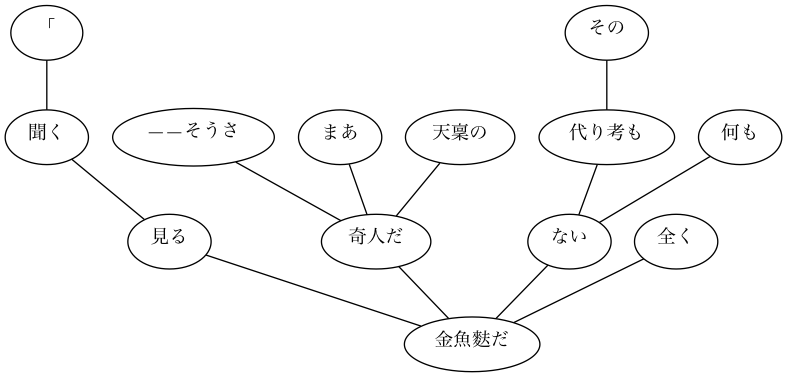 「
その
聞く
——そうさ
まあ
天稟の
代り考も
何も
見る
奇人だ
ない
全く
金魚麩だ